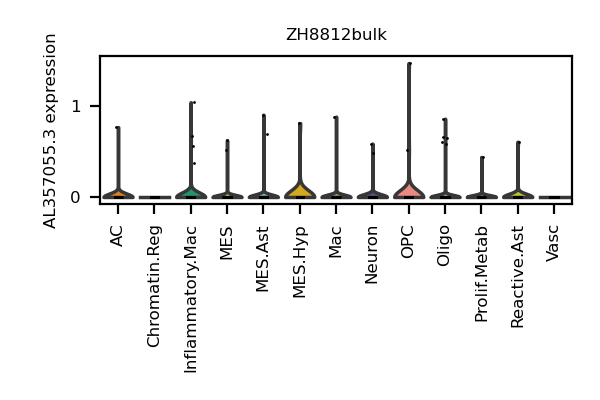 ZH8812bulk
AL357055.3 expression
1
0
AC
Chromatin.Reg
Inflammatory.Mac
MES
MES.Ast
MES.Hyp
Mac
Neuron
OPC
Oligo
Prolif.Metab
Reactive.Ast
Vasc